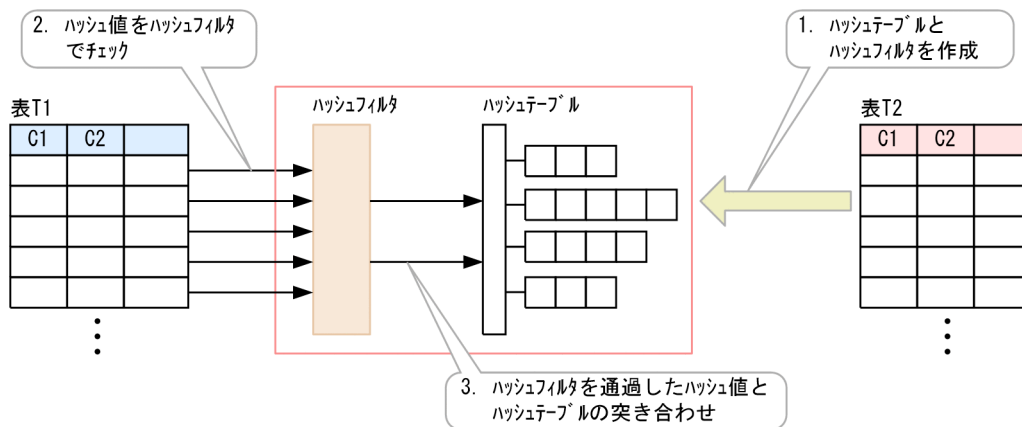 2. ﾊｯｼｭ値をﾊｯｼｭﾌｨﾙﾀ
でﾁｪｯｸ
1. ﾊｯｼｭﾃｰﾌﾞﾙと
ﾊｯｼｭﾌｨﾙﾀを作成
表T1
ﾊｯｼｭﾌｨﾙﾀ
ﾊｯｼｭﾃｰﾌﾞﾙ
表T2
C1 C2
C1 C2
3. ﾊｯｼｭﾌｨﾙﾀを通過したﾊｯｼｭ値と
ﾊｯｼｭﾃｰﾌﾞﾙの突き合わせ